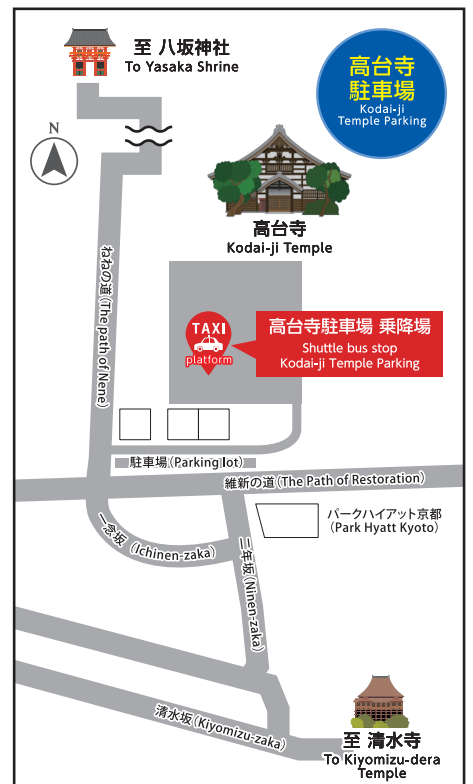 至 八坂神社
To Yasaka Shrine
高台寺
駐車場
Kodai-ji
Temple Parking
N
高台寺
Kodai-ji Temple
ねねの道(The path of Nene)
TAXI
platform
高台寺駐車場 乗降場
Shuttle bus stop
Kodai-ji Temple Parking
駐車場(Parking lot)
維新の道(The Path of Restoration)
パークハイアット京都
(Park Hyatt Kyoto)
一念坂 (Ichinen-zaka)
二年坂(Ninen-zaka)
清水坂(Kiyomizu-zaka)
至 清水寺
To Kiyomizu-dera
Temple